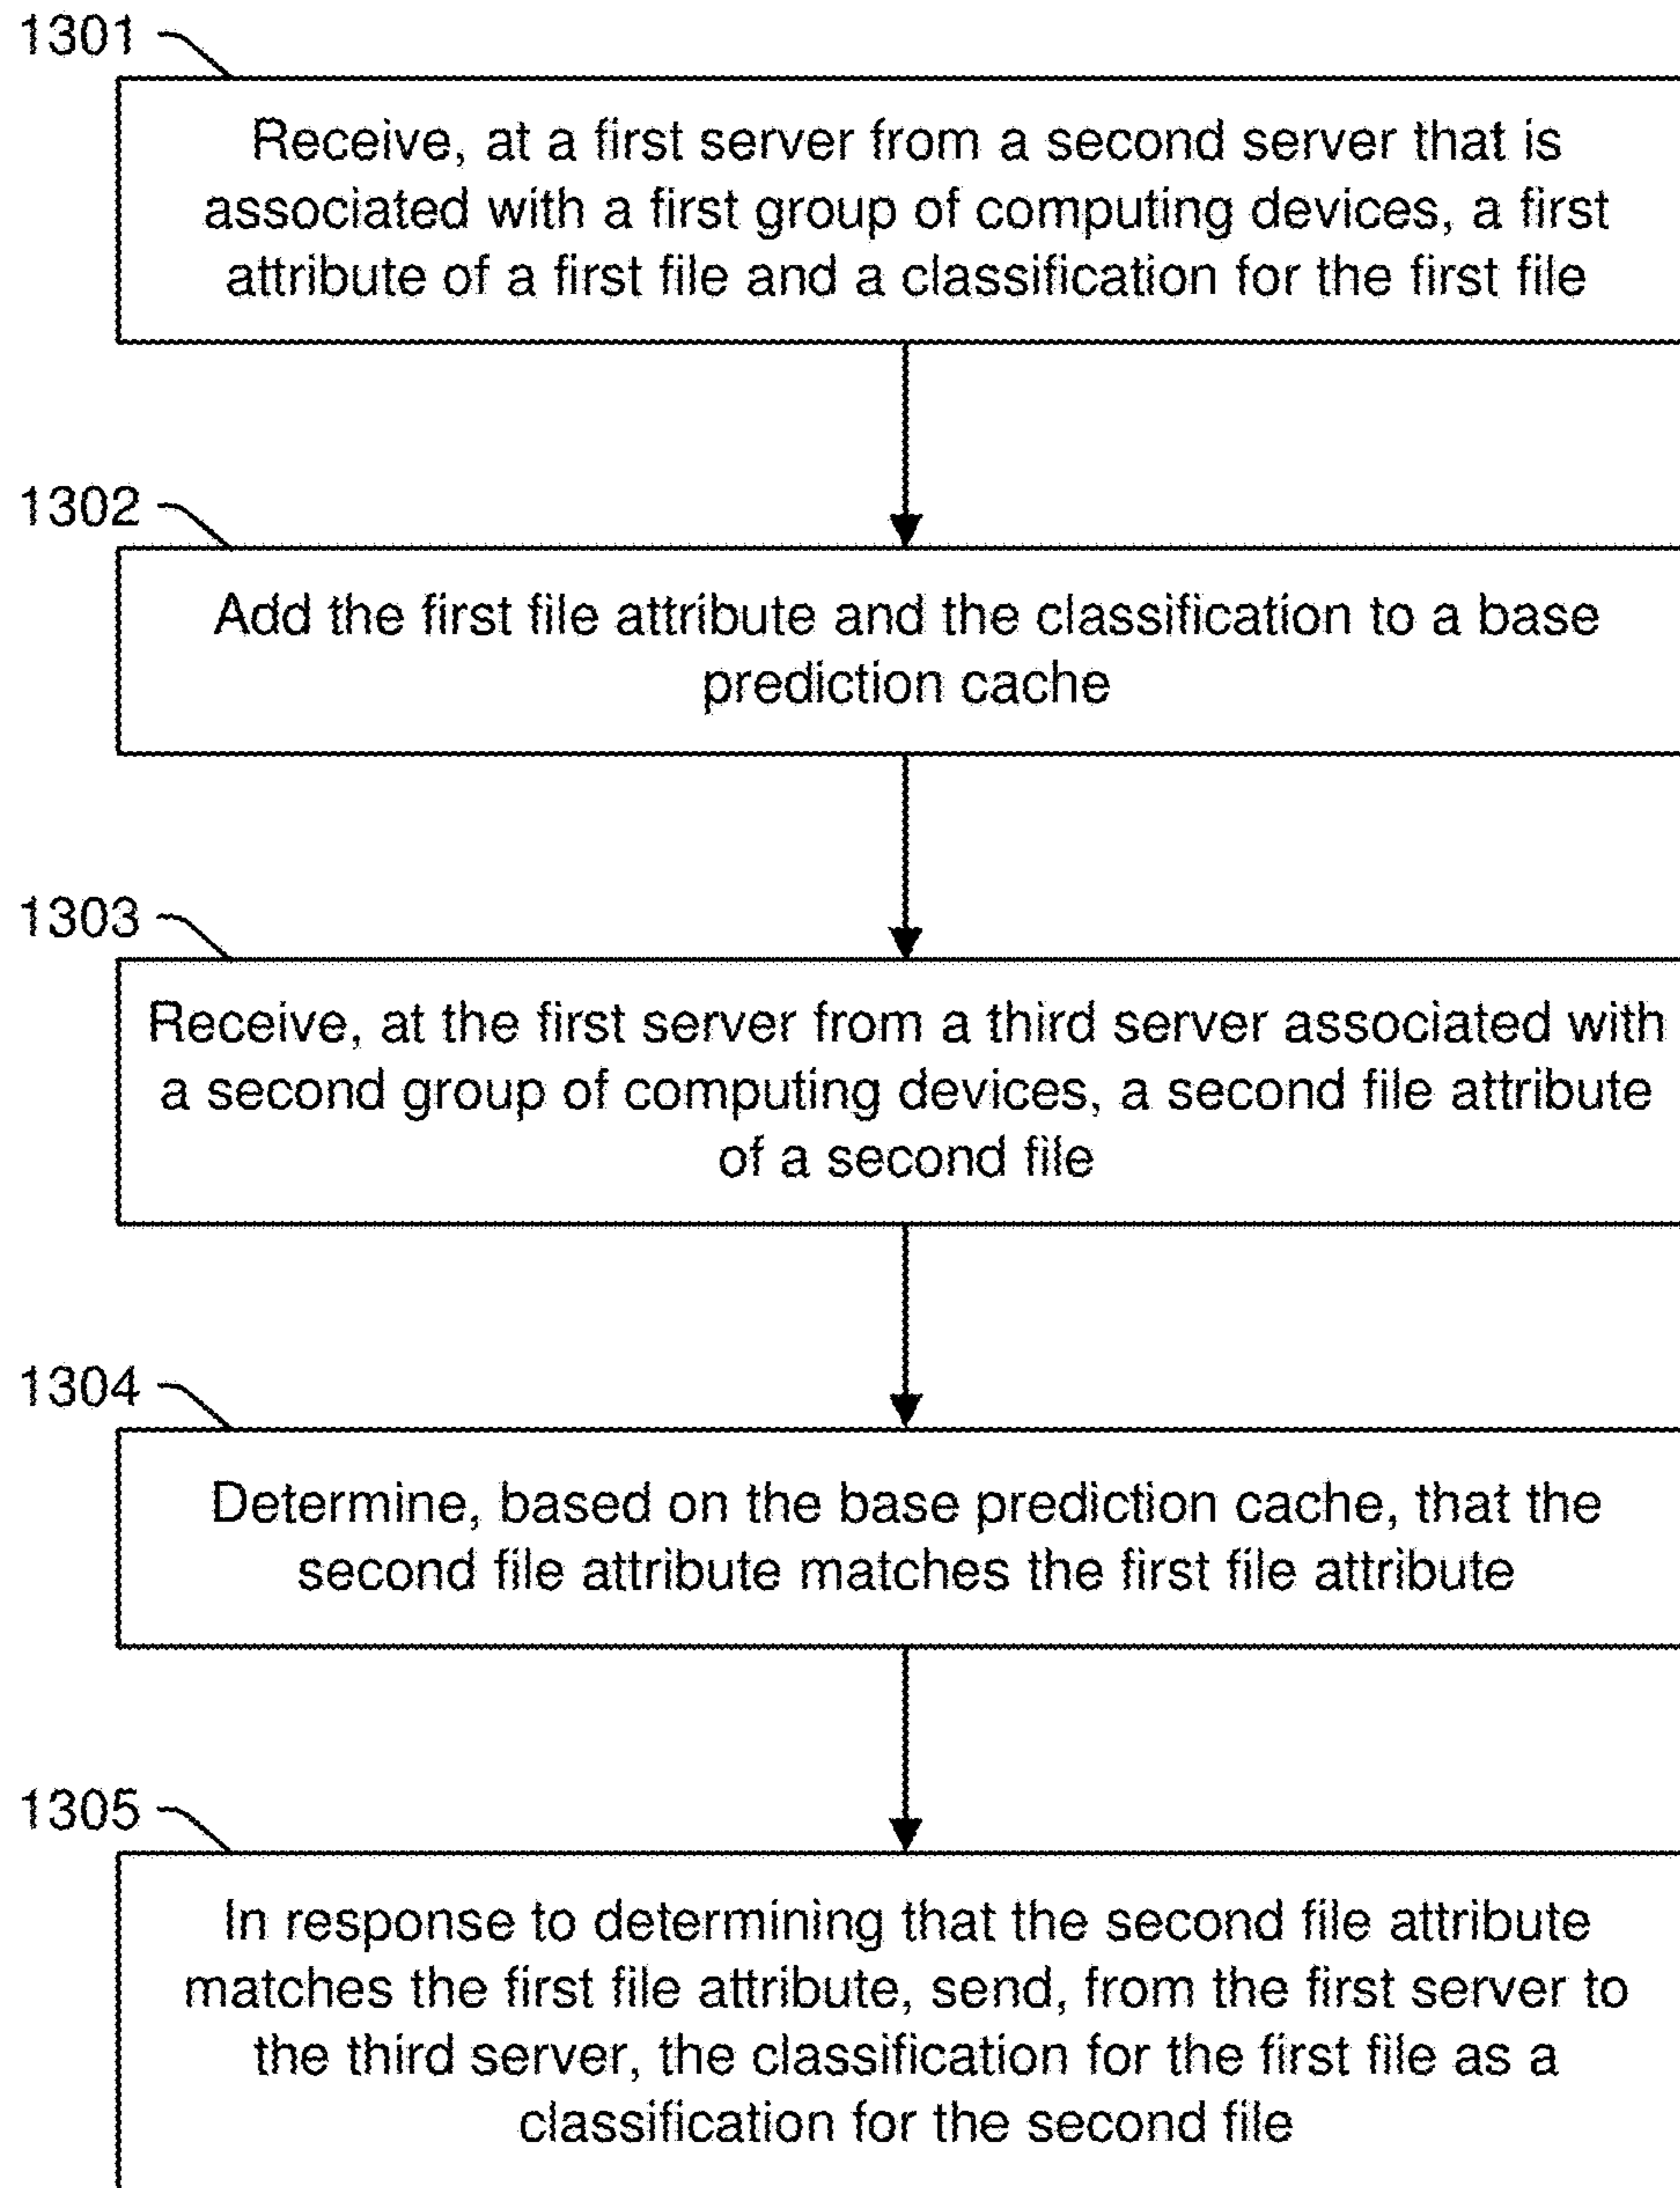 1301
Receive, at a first server from a second server that is
associated with a first group of computing devices, a first
attribute of a first file and a classification for the first file
1302
Add the first file attribute and the classification to a base
prediction cache
1303
Receive, at the first server from a third server associated with
a second group of computing devices, a second file attribute
of a second file
1304
Determine, based on the base prediction cache, that the
second file attribute matches the first file attribute
1305
In response to determining that the second file attribute
matches the first file attribute, send, from the first server to
the third server, the classification for the first file as a
classification for the second file